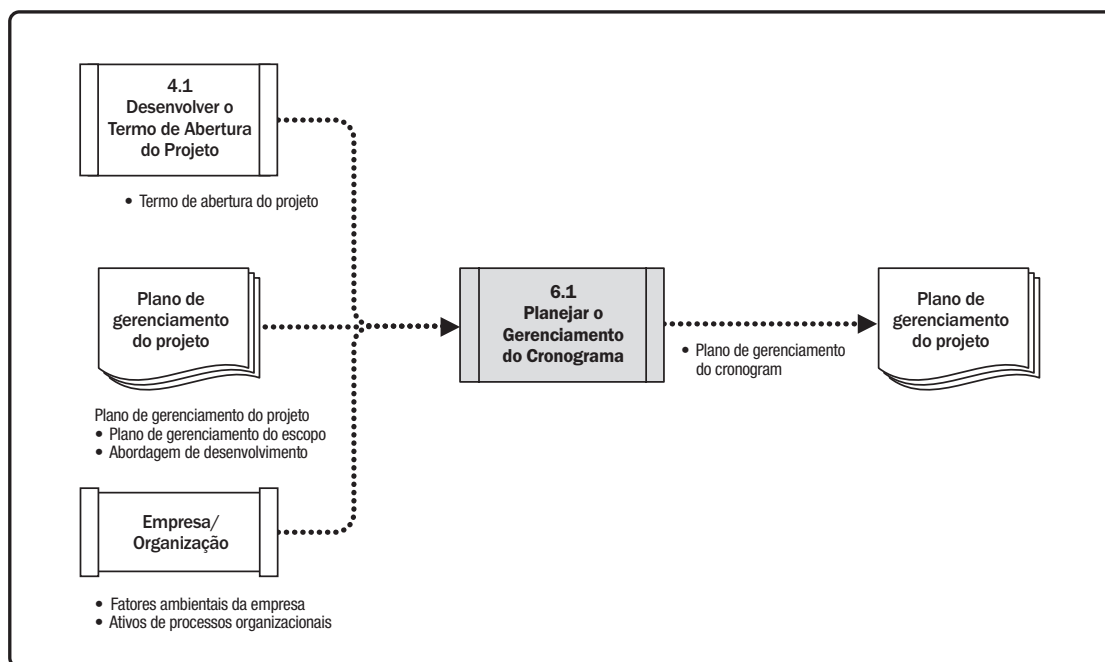 4.1
Desenvolver o
Termo de Abertura
do Projeto
• Termo de abertura do projeto
Plano de
gerenciamento
do projeto
Plano de gerenciamento do projeto
• Plano de gerenciamento do escopo
• Abordagem de desenvolvimento
Empresa/
Organização
• Fatores ambientais da empresa
• Ativos de processos organizacionais
6.1
Planejar o
Gerenciamento
do Cronograma
• Plano de gerenciamento
do cronogram
Plano de
gerenciamento
do projeto